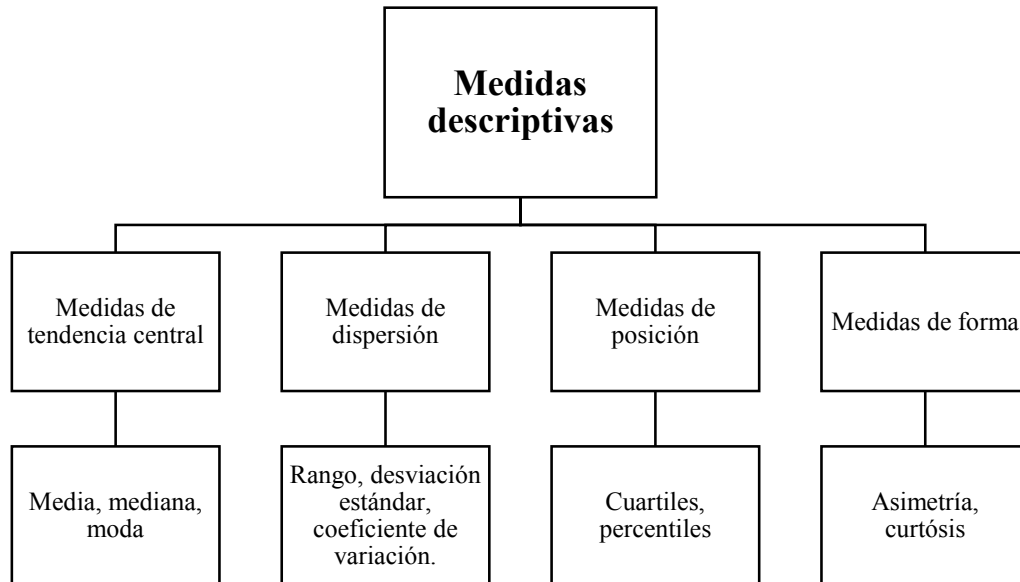 Medidas
descriptivas
Medidas de
tendencia central
Medidas de
dispersión
Medidas de
posición
Medidas de forma
Media, mediana,
moda
Rango, desviación
estándar,
coeficiente de
variación.
Cuartiles,
percentiles
Asimetría,
curtósis